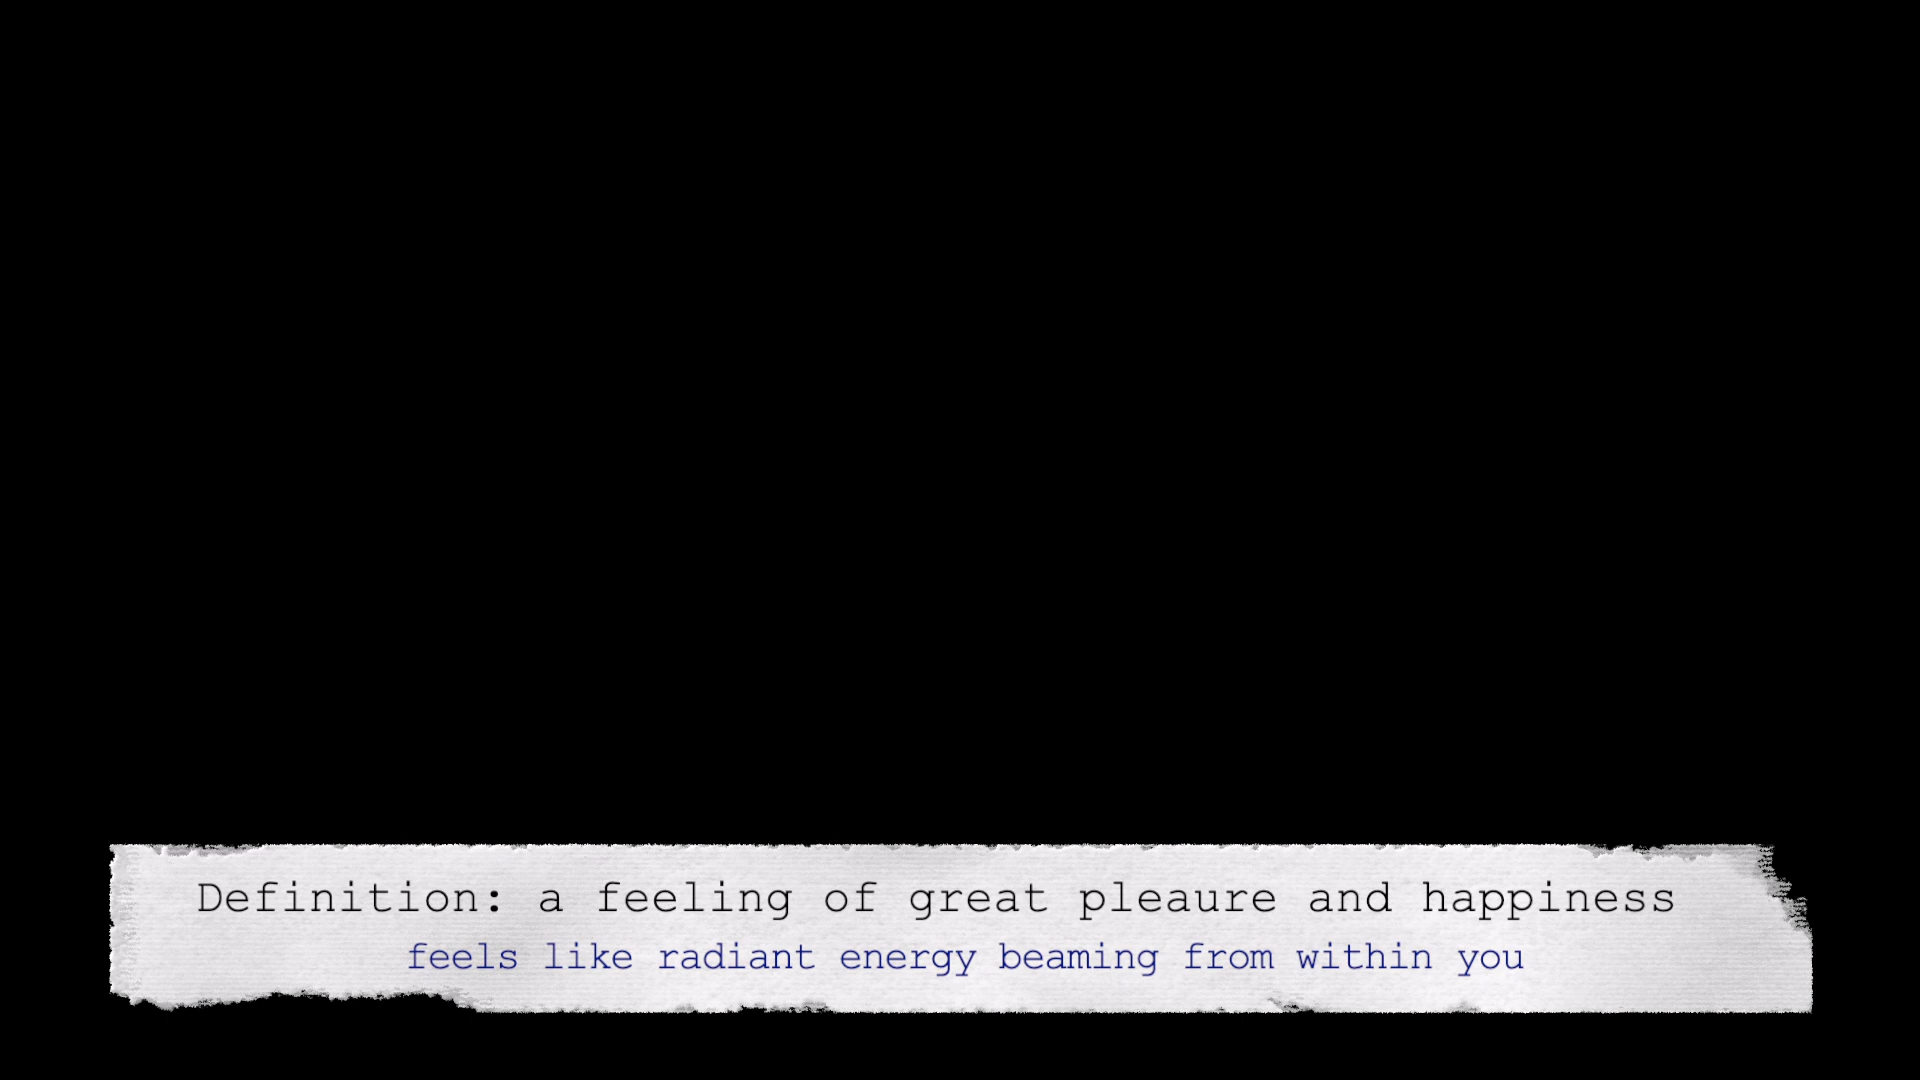 Definition: a feeling of great pleaure and happiness
feels like radiant energy beaming from within you